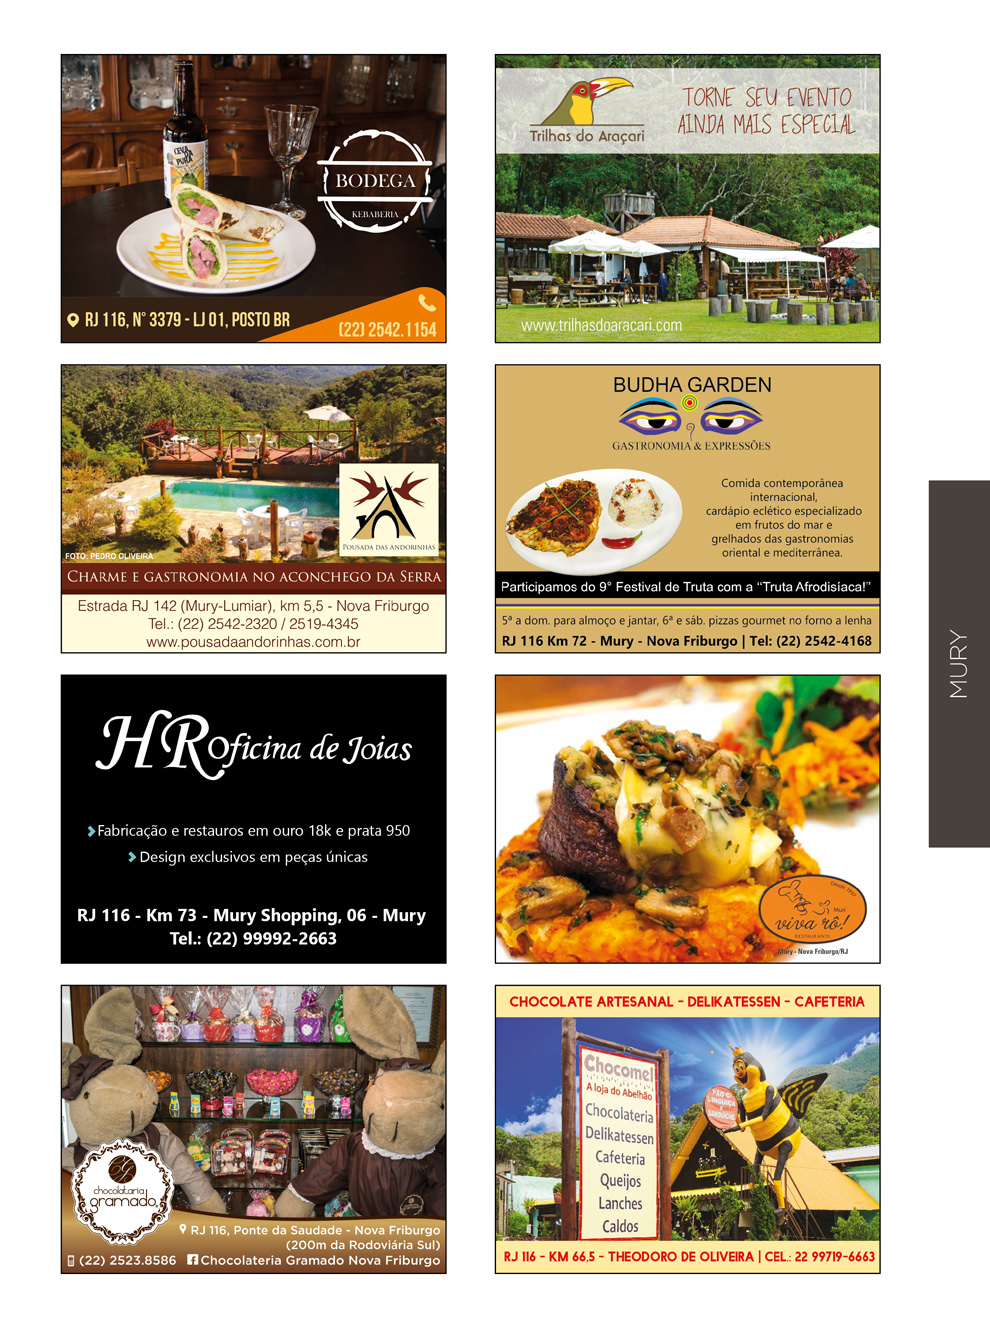 CEVA
PURA
BODEGA
KEBABERIA
RJ 116, N° 3379 - LJ 01, POSTO BR
(22) 2542.1154
Trilhas do Araçari
TORNE SEU EVENTO
AINDA MAIS ESPECIAL
www.trilhasdoaracari.com
POUSADA DAS ANDORINHAS
FOTO: PEDRO OLIVEIRA
CHARME E GASTRONOMIA NO ACONCHEGO DA SERRA
Estrada RJ 142 (Mury-Lumiar), km 5,5 - Nova Friburgo
Tel.: (22) 2542-2320 / 2519-4345
www.pousadaandorinhas.com.br
BUDHA GARDEN
GASTRONOMIA & EXPRESSÕES
Comida contemporânea
internacional,
cardápio eclético especializado
em frutos do mar e
grelhados das gastronomias
oriental e mediterrânea.
Participamos do 9° Festival de Truta com a “Truta Afrodisíaca!”
5ª a dom. para almoço e jantar, 6ª e sáb. pizzas gourmet no forno a lenha
RJ 116 Km 72 - Mury - Nova Friburgo | Tel: (22) 2542-4168
MURY
HR Oficina de Joias
Fabricação e restauros em ouro 18k e prata 950
Design exclusivos em peças únicas
RJ 116 - Km 73 - Mury Shopping, 06 - Mury
Tel.: (22) 99992-2663
Muri
viva rô!
RESTAURANTE
Mury - Nova Friburgo/RJ
chocolataria
gramado
RJ 116, Ponte da Saudade - Nova Friburgo
(200m da Rodoviária Sul)
(22) 2523.8586
Chocolateria Gramado Nova Friburgo
CHOCOLATE ARTESANAL - DELIKATESSEN - CAFETERIA
Chocomel
A loja do Abelhão
Chocolateria
Delikatessen
Cafeteria
Queijos
Lanches
Caldos
PÃO C/
LINGUIÇA
SANDUÍCHE
RJ 116 - KM 66.5 - THEODORO DE OLIVEIRA | CEL.: 22 99719-6663